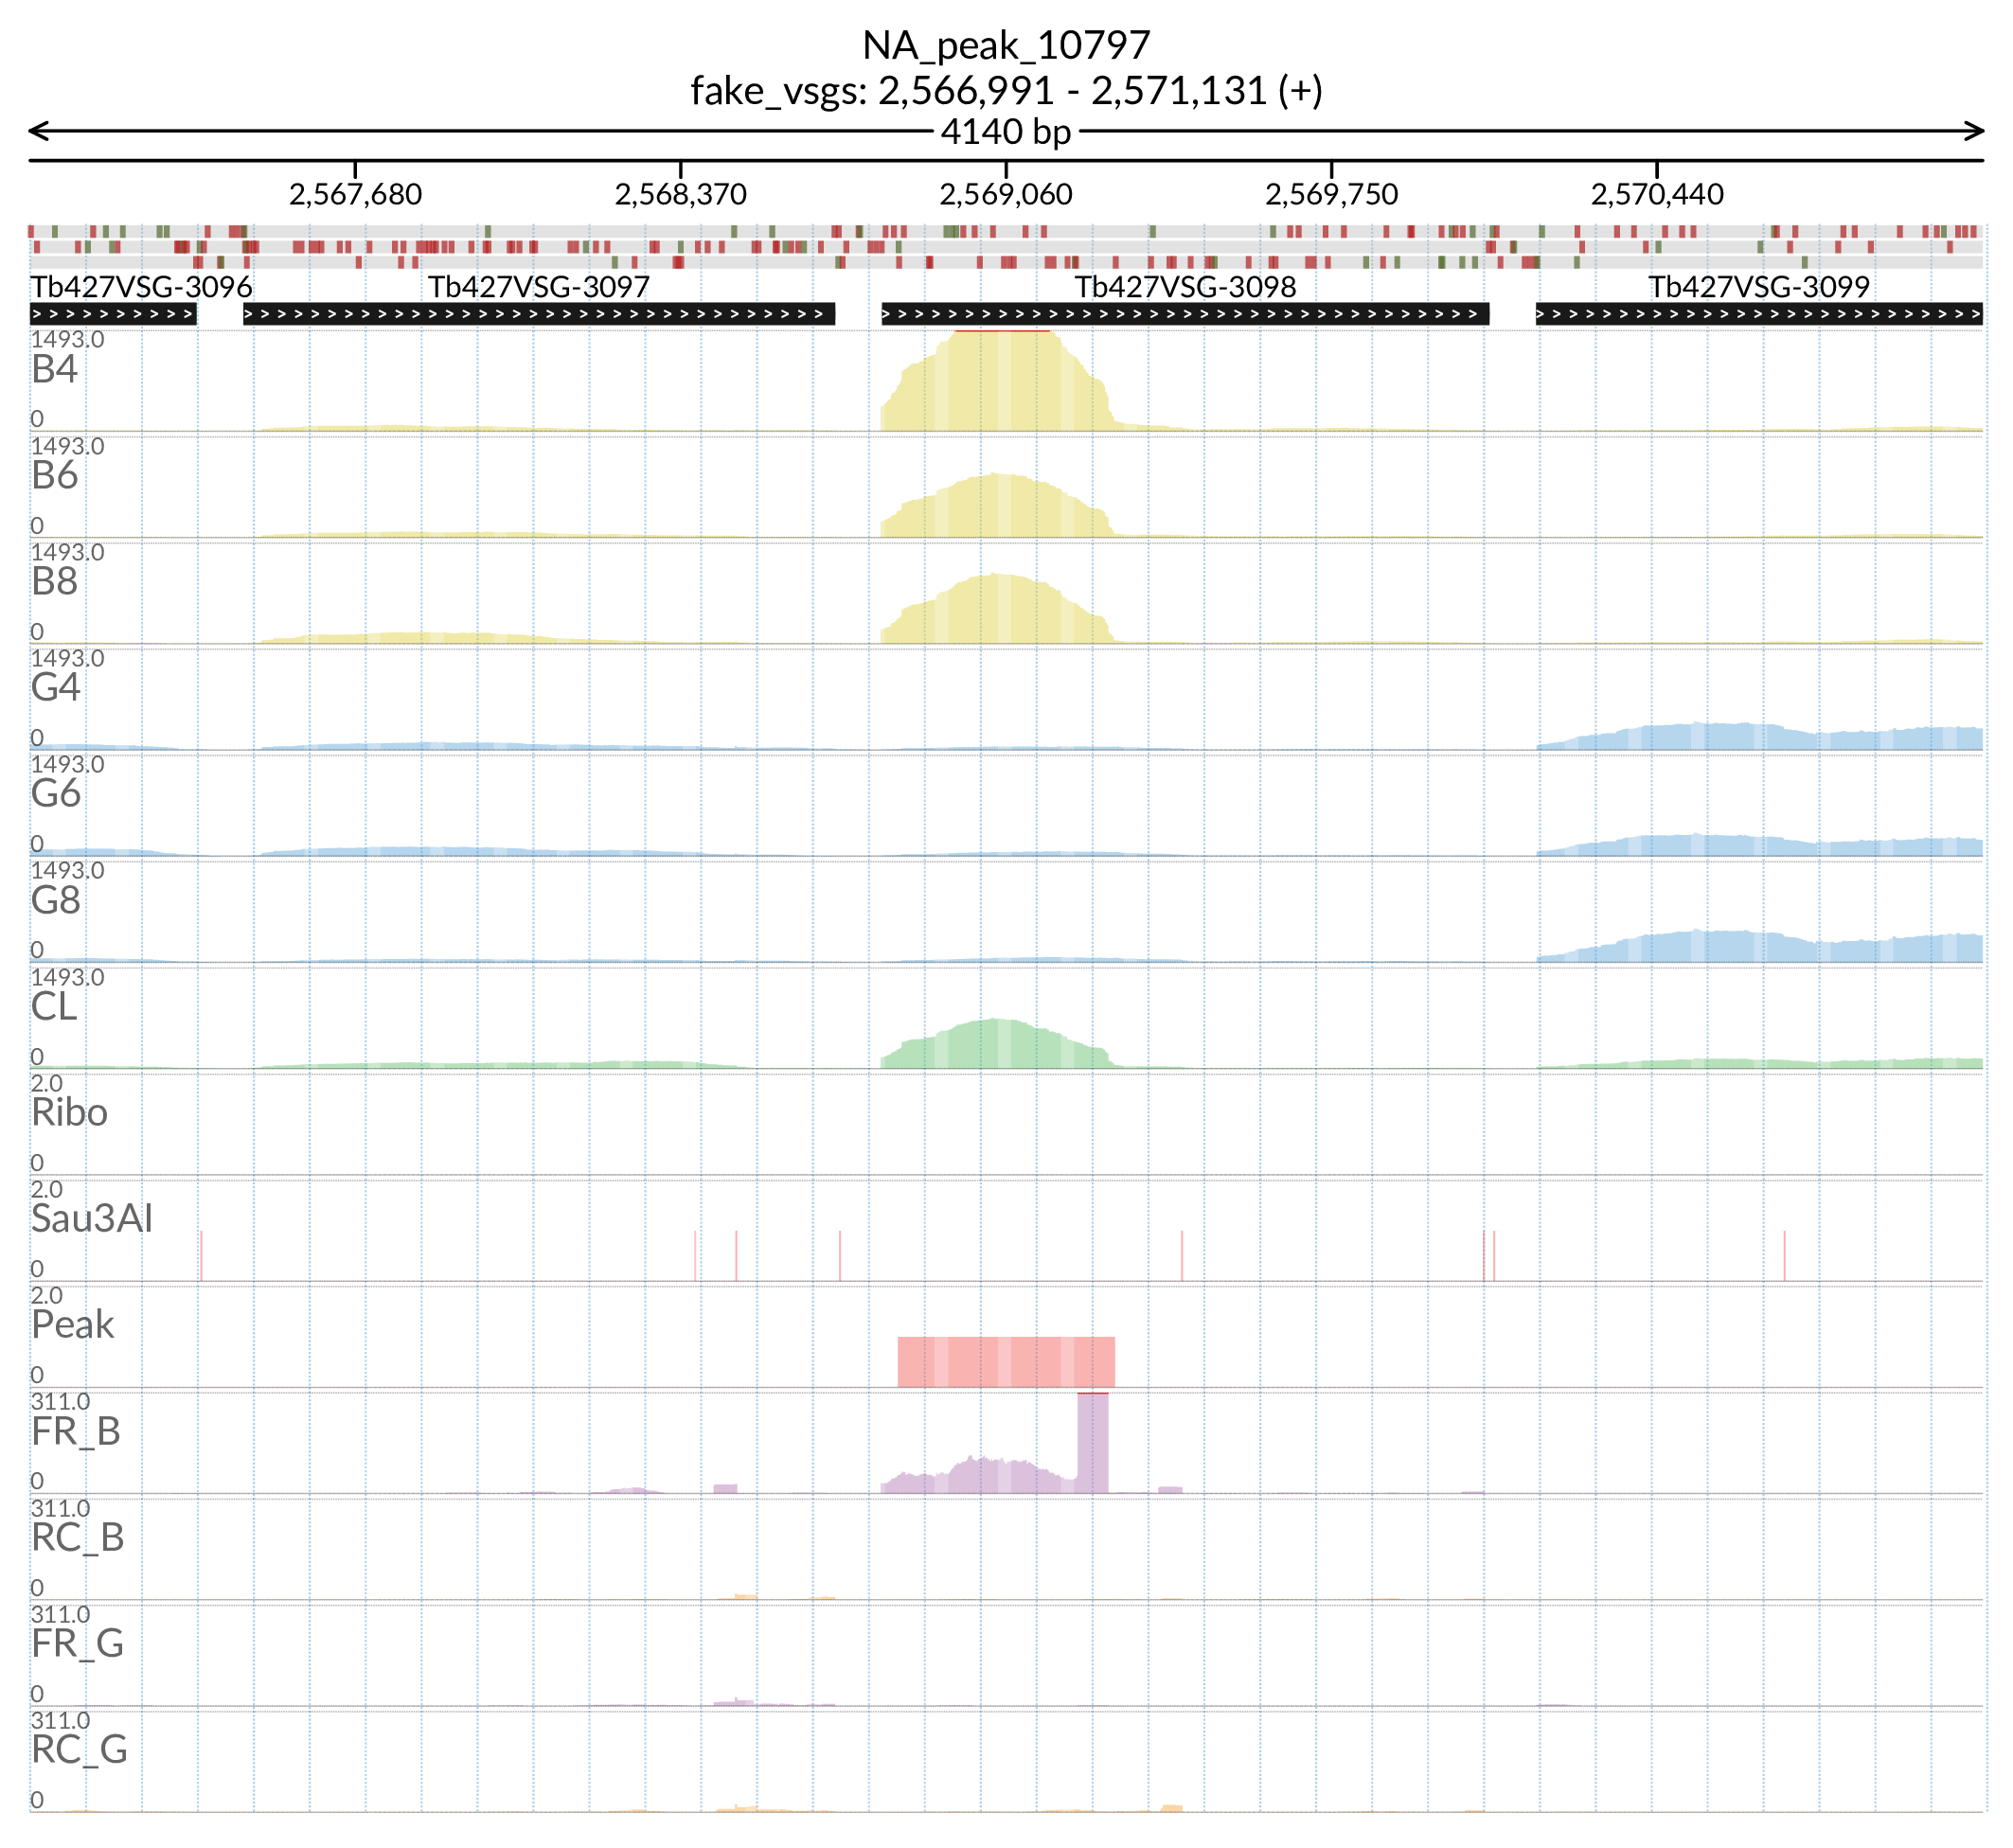 NA_peak_10797
fake_vsgs: 2,566,991 - 2,571,131 (+)
4140 bp
2,567,680 2,568,370 2,569,060 2,569,750 2,570,440
Tb427VSG-3096 Tb427VSG-3097 Tb427VSG-3098 Tb427VSG-3099
1493.0
B4
0
1493.0
B6
0
1493.0
B8
0
1493.0
G4
0
1493.0
G6
0
1493.0
G8
0
1493.0
CL
0
2.0
Ribo
0
2.0
Sau3AI
0
2.0
Peak
0
311.0
FR_B
0
311.0
RC_B
0
311.0
FR_G
0
311.0
RC_G
0